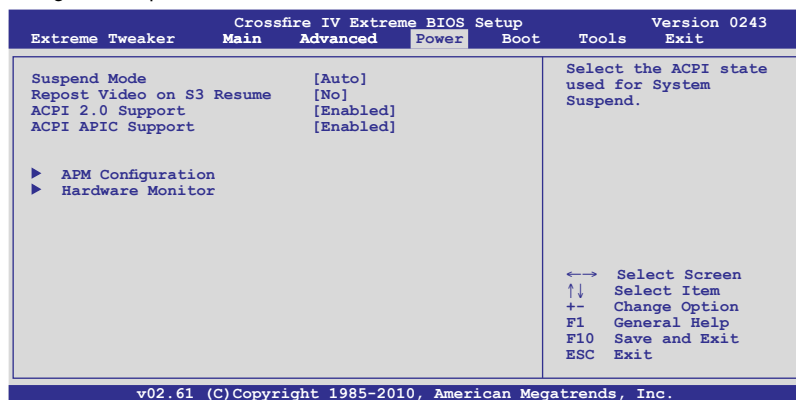 Crossfire IV Extreme BIOS Setup Version 0243
Extreme Tweaker Main Advanced Power Boot Tools Exit
Suspend Mode [Auto]
Repost Video on S3 Resume [No]
ACPI 2.0 Support [Enabled]
ACPI APIC Support [Enabled]
▶ APM Configuration
▶ Hardware Monitor
Select the ACPI state
used for System
Suspend.
←→ Select Screen
↑↓ Select Item
+- Change Option
F1 General Help
F10 Save and Exit
ESC Exit
v02.61 (C)Copyright 1985-2010, American Megatrends, Inc.